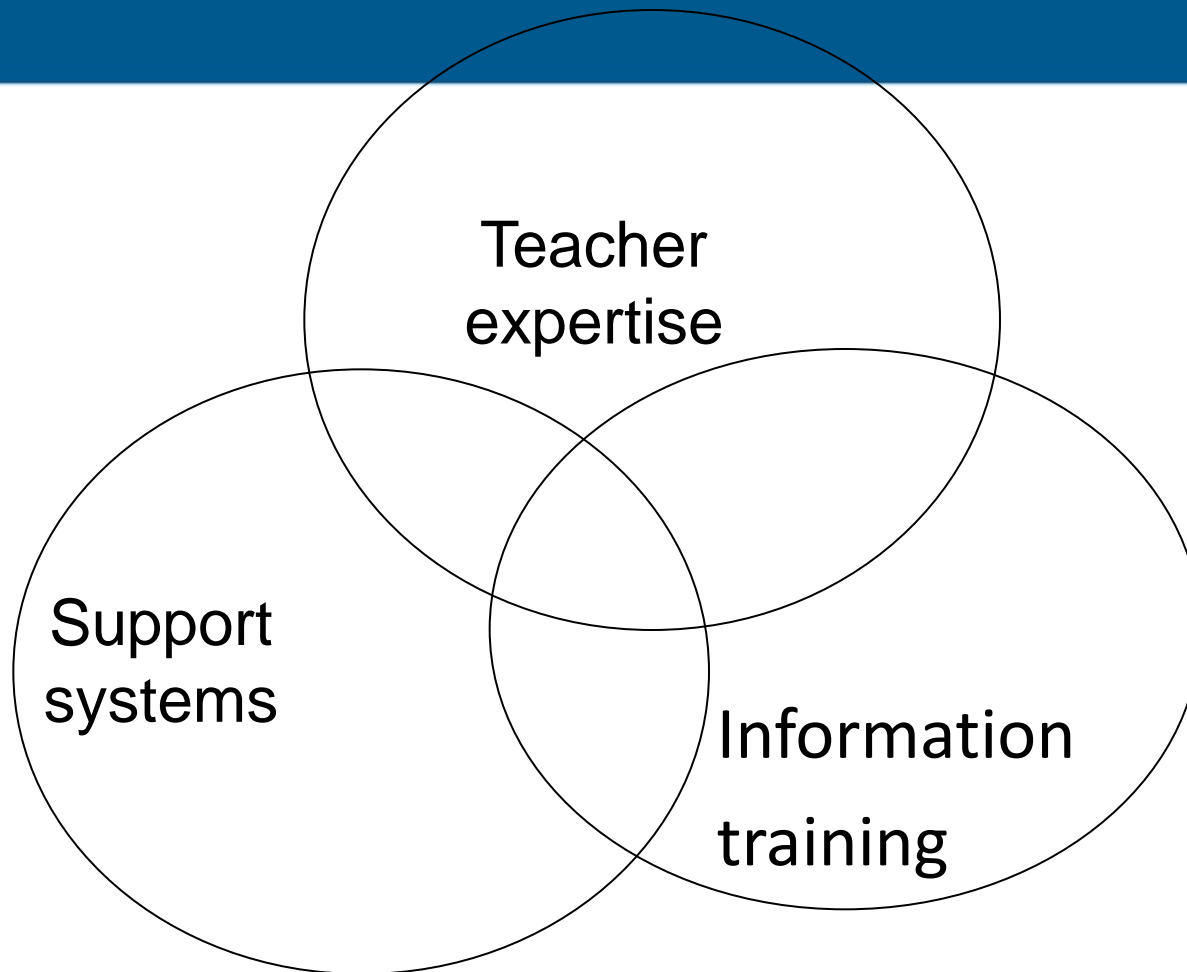 Teacher
expertise
Support
systems
Information
training